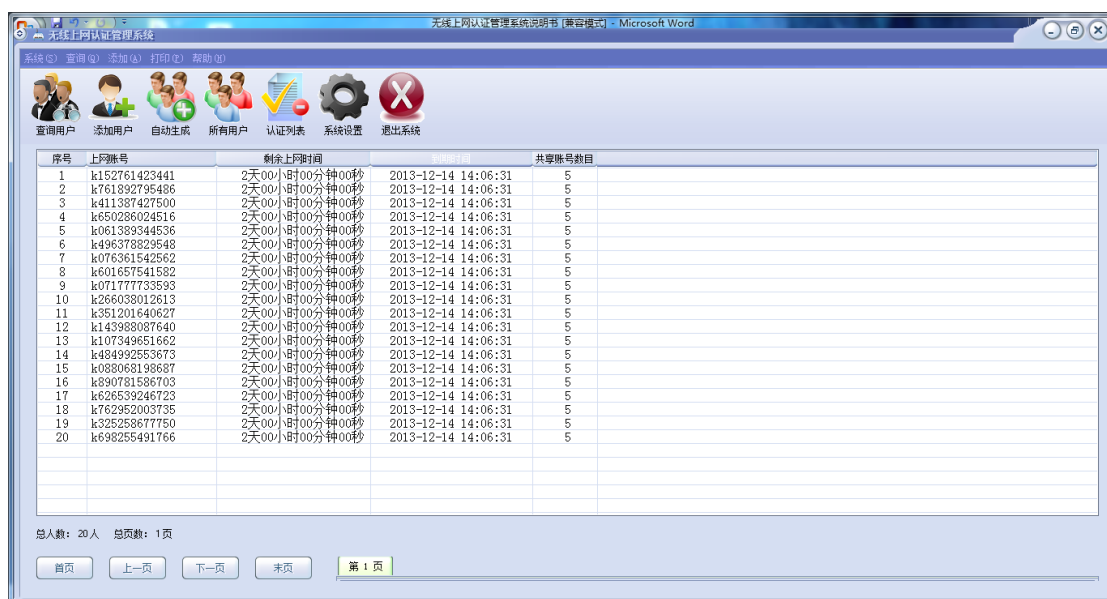 无线上网认证管理系统说明书 [兼容模式] - Microsoft Word
无线上网认证管理系统
系统(S) 查询(Q) 添加(A) 打印(P) 帮助(H)
查询用户 添加用户 自动生成 所有用户 认证列表 系统设置 退出系统
序号 上网账号 剩余上网时间 到期时间 共享账号数目
1 k152761423441 2天00小时00分钟00秒 2013-12-14 14:06:31 5
2 k761892795486 2天00小时00分钟00秒 2013-12-14 14:06:31 5
3 k411387427500 2天00小时00分钟00秒 2013-12-14 14:06:31 5
4 k650286024516 2天00小时00分钟00秒 2013-12-14 14:06:31 5
5 k061389344536 2天00小时00分钟00秒 2013-12-14 14:06:31 5
6 k496378829548 2天00小时00分钟00秒 2013-12-14 14:06:31 5
7 k076361542562 2天00小时00分钟00秒 2013-12-14 14:06:31 5
8 k601657541582 2天00小时00分钟00秒 2013-12-14 14:06:31 5
9 k071777733593 2天00小时00分钟00秒 2013-12-14 14:06:31 5
10 k266038012613 2天00小时00分钟00秒 2013-12-14 14:06:31 5
11 k351201640627 2天00小时00分钟00秒 2013-12-14 14:06:31 5
12 k143988087640 2天00小时00分钟00秒 2013-12-14 14:06:31 5
13 k107349651662 2天00小时00分钟00秒 2013-12-14 14:06:31 5
14 k484992553673 2天00小时00分钟00秒 2013-12-14 14:06:31 5
15 k088068198687 2天00小时00分钟00秒 2013-12-14 14:06:31 5
16 k890781586703 2天00小时00分钟00秒 2013-12-14 14:06:31 5
17 k626539246723 2天00小时00分钟00秒 2013-12-14 14:06:31 5
18 k762952003735 2天00小时00分钟00秒 2013-12-14 14:06:31 5
19 k325258677750 2天00小时00分钟00秒 2013-12-14 14:06:31 5
20 k698255491766 2天00小时00分钟00秒 2013-12-14 14:06:31 5
总人数: 20人 总页数: 1页
首页 上一页 下一页 末页 第 1 页